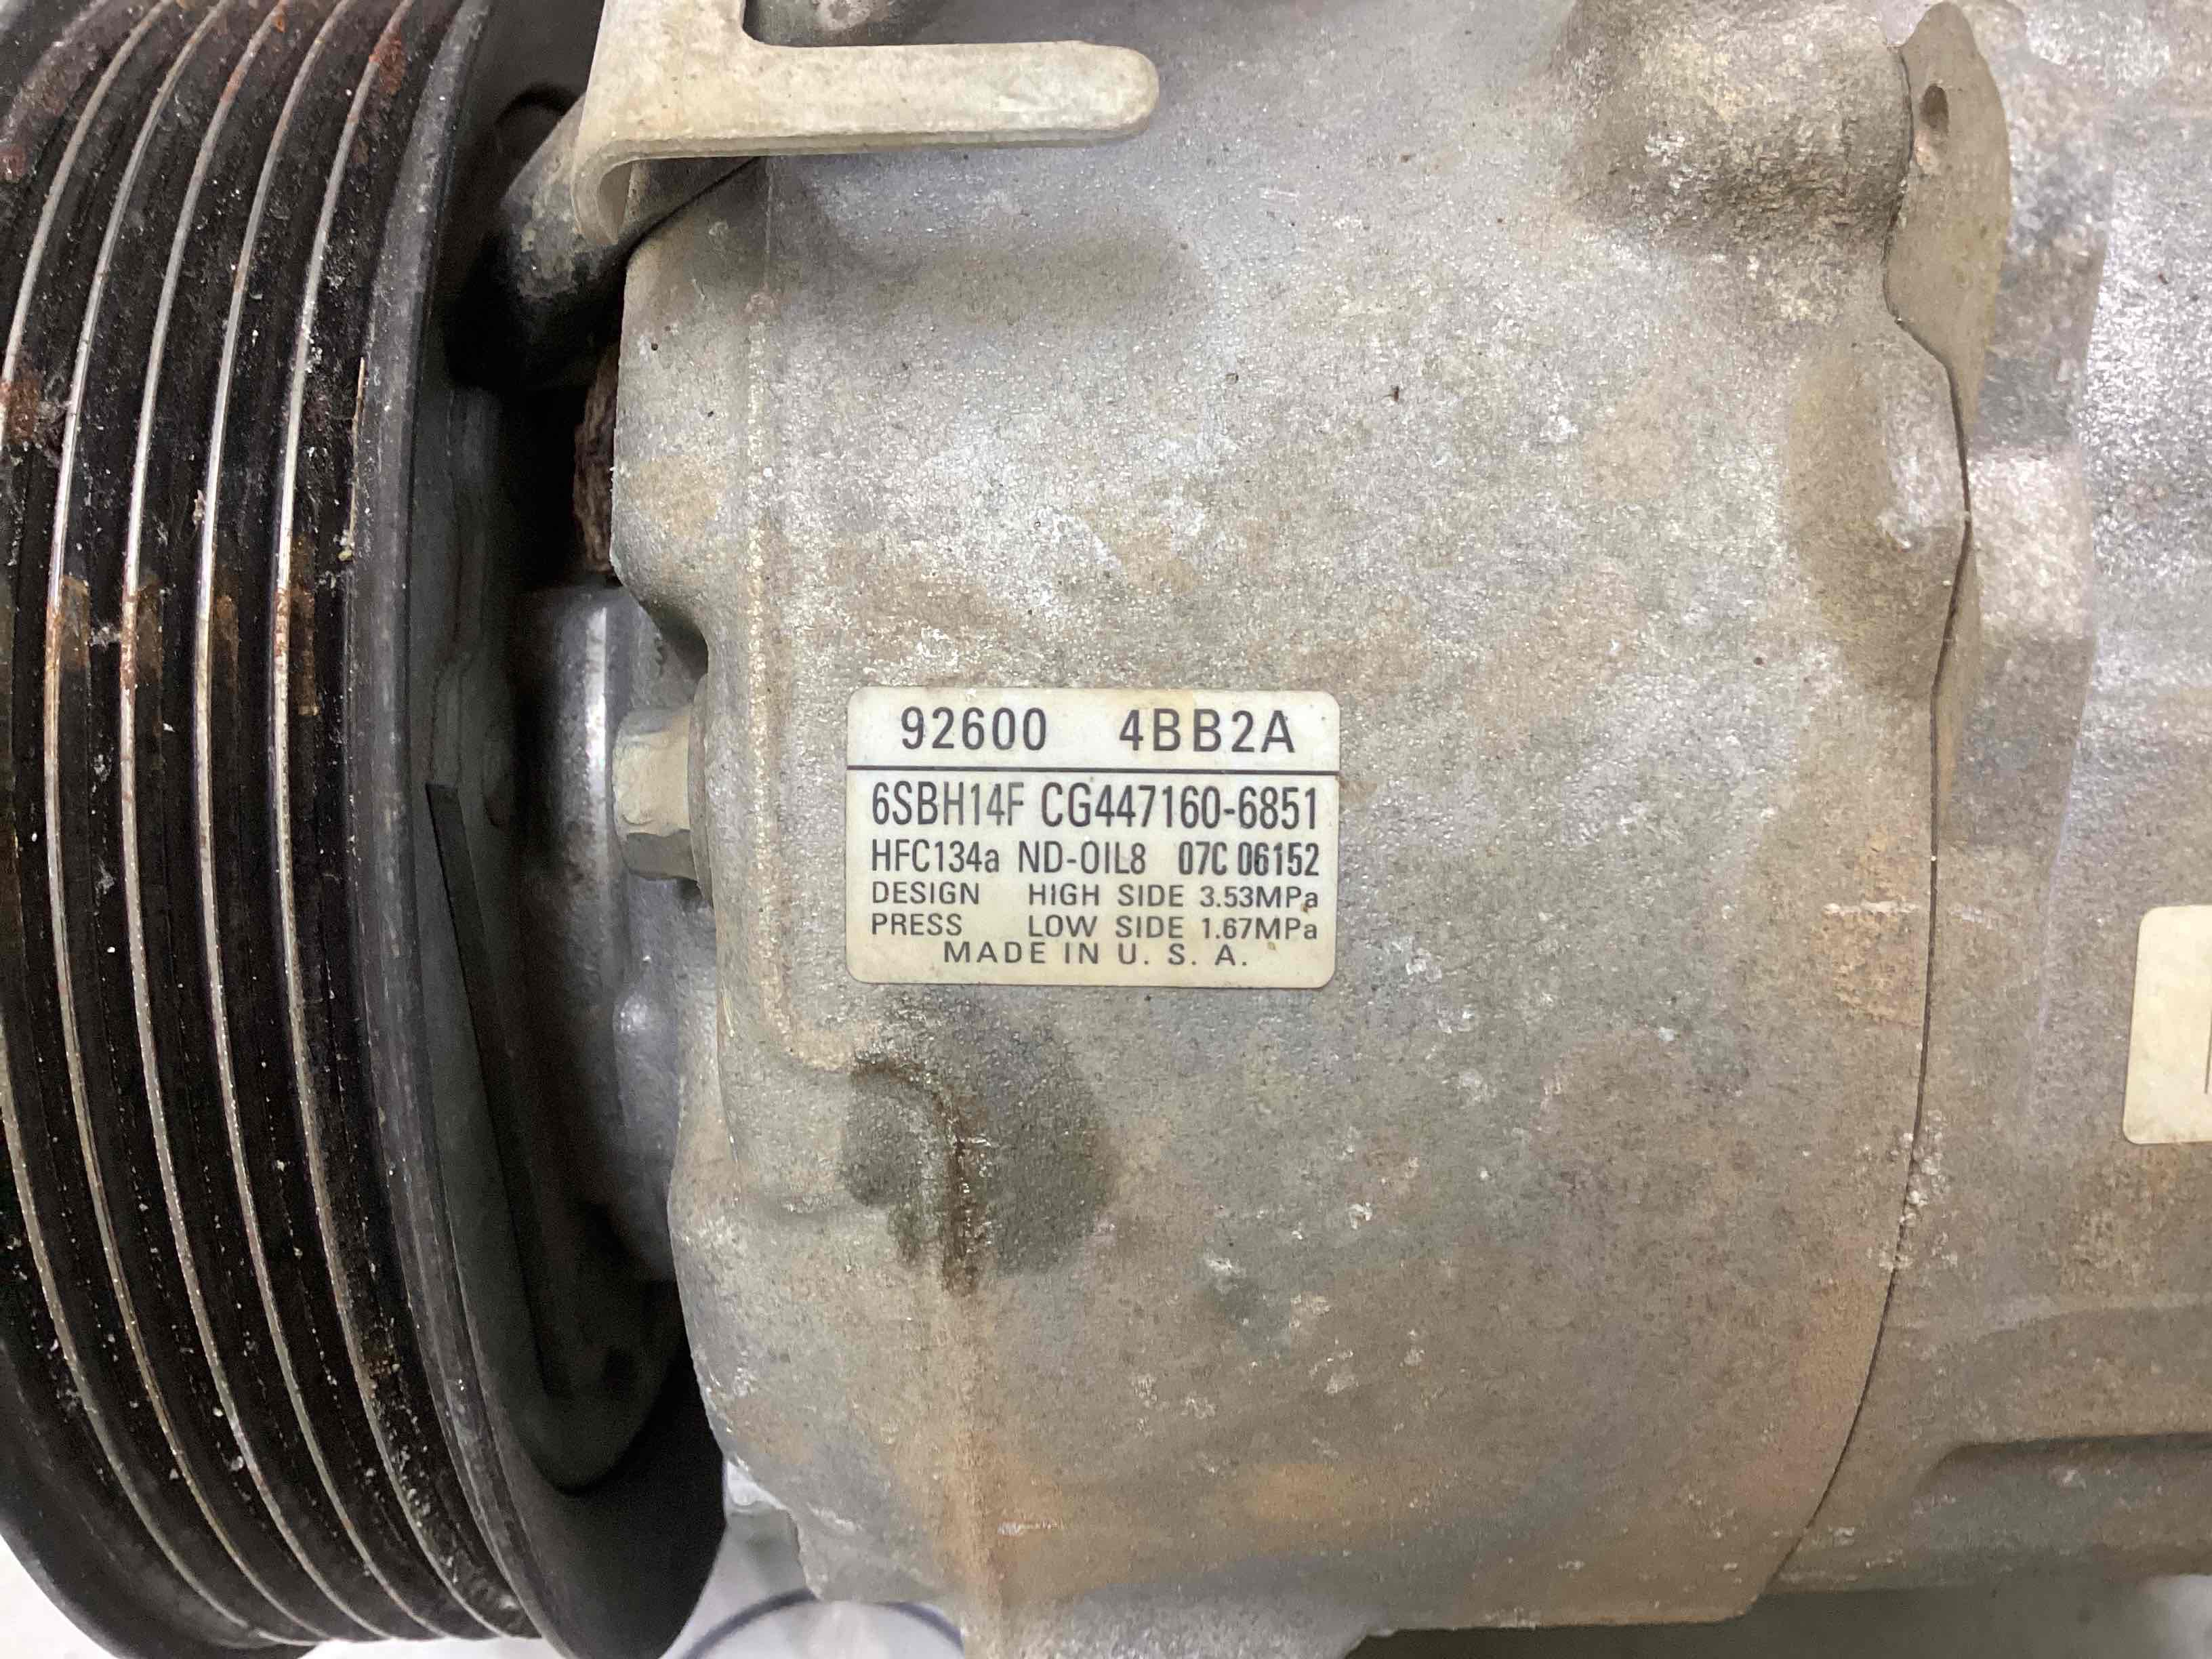 92600 4BB2A
6SBH14F CG447160-6851
HFC134a ND-OIL8 07C 06152
DESIGN HIGH SIDE 3.53MPa
PRESS LOW SIDE 1.67MPa
MADE IN U. S. A.